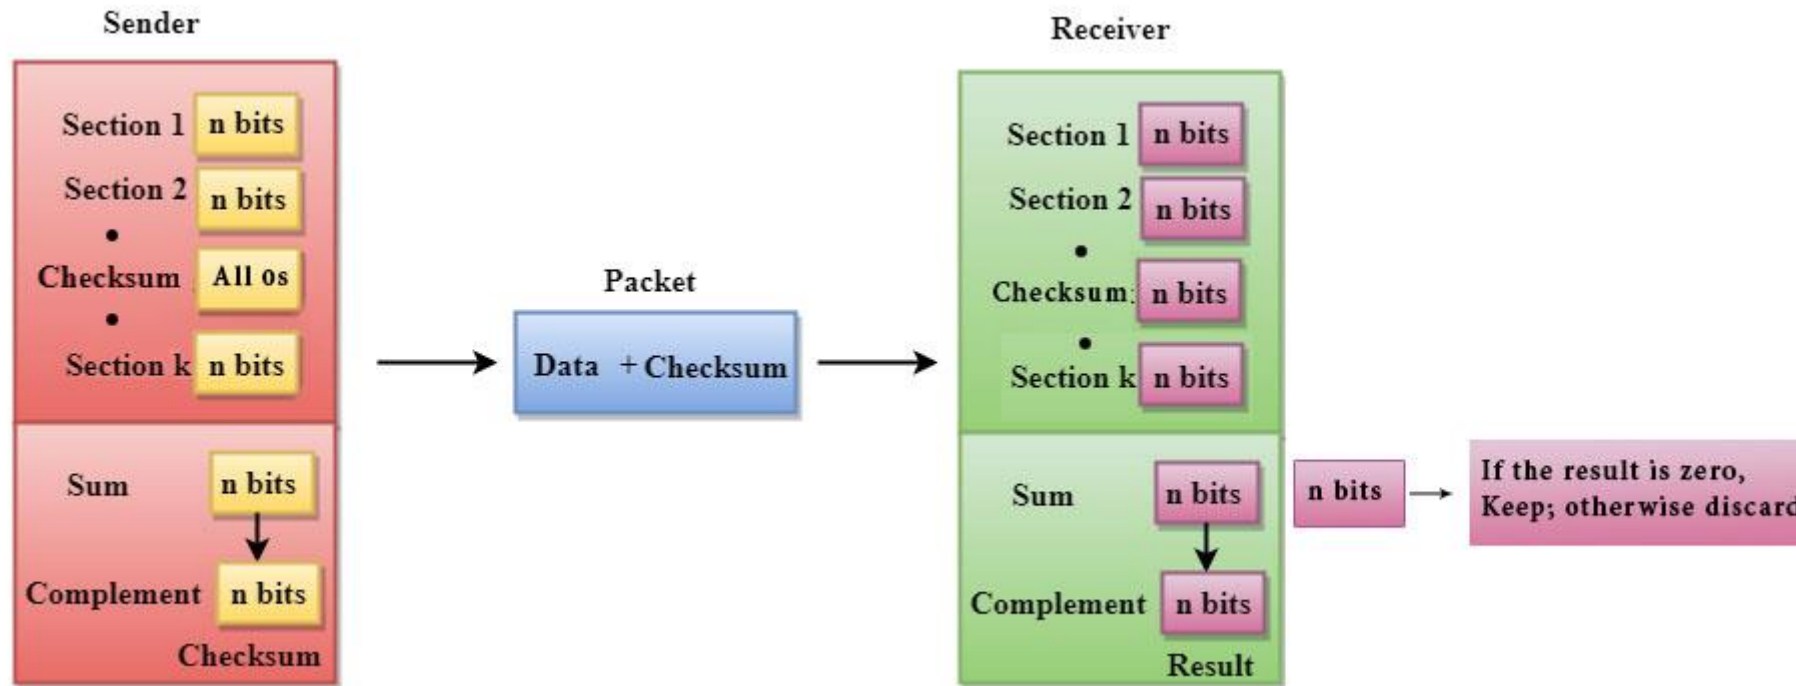 Sender
Section 1 n bits
Section 2 n bits
Checksum All 0s
Section k n bits
Sum n bits
Complement n bits
Checksum
Packet
Data + Checksum
Receiver
Section 1 n bits
Section 2 n bits
Checksum: n bits
Section k n bits
Sum n bits
Complement n bits
Result
n bits
If the result is zero,
Keep; otherwise discard